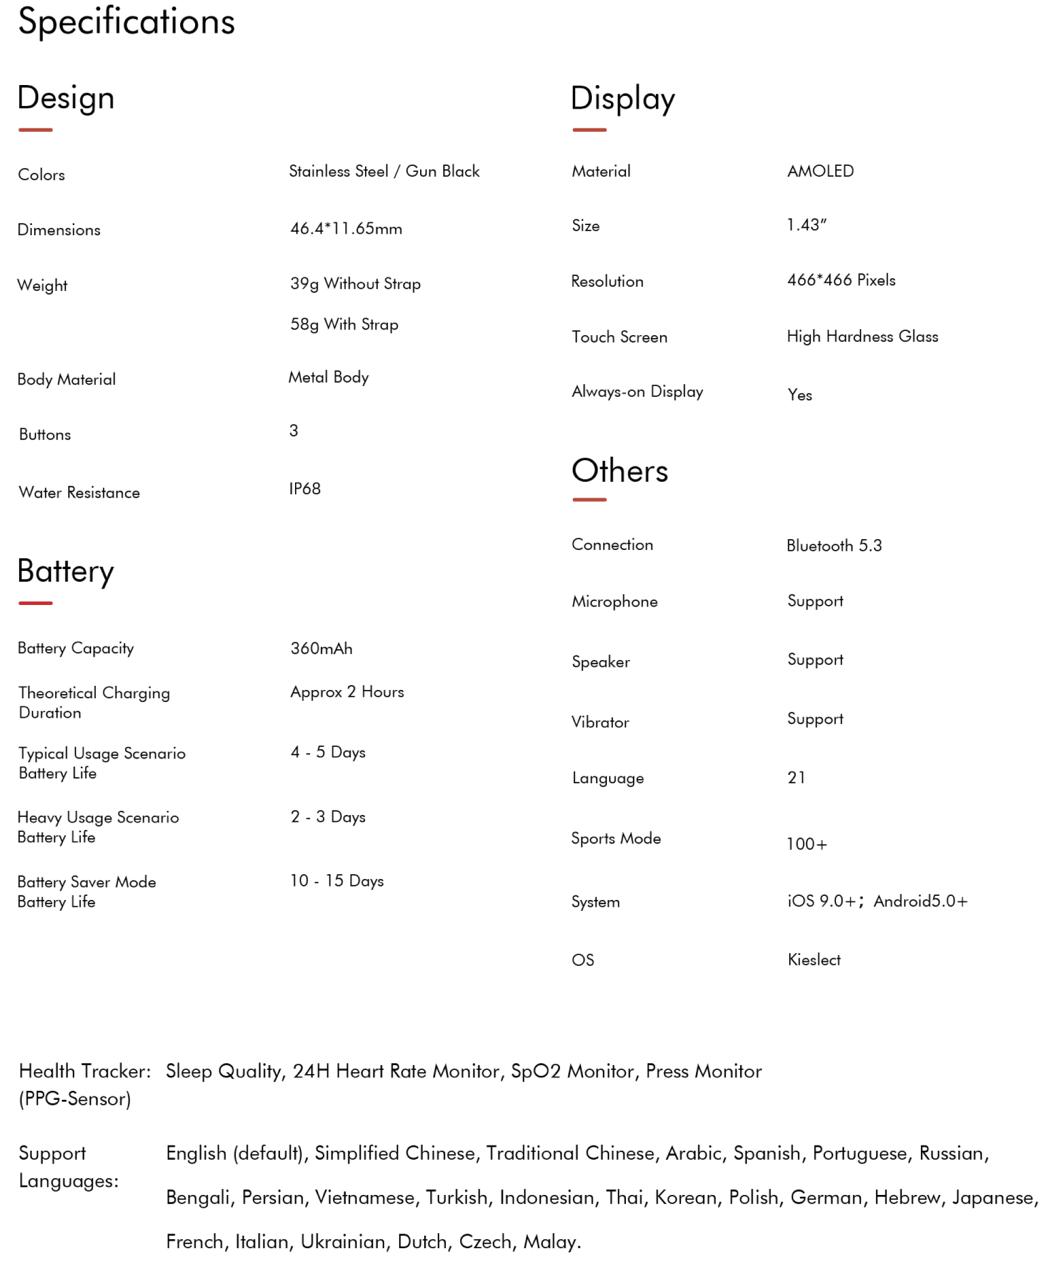 Specifications
Design
Colors
Stainless Steel / Gun Black
Dimensions
46.4*11.65mm
Weight
39g Without Strap
58g With Strap
Body Material
Metal Body
Buttons
3
Water Resistance
IP68
Battery
Battery Capacity
360mAh
Theoretical Charging
Duration
Approx 2 Hours
Typical Usage Scenario
Battery Life
4 - 5 Days
Heavy Usage Scenario
Battery Life
2 - 3 Days
Battery Saver Mode
Battery Life
10 - 15 Days
Display
Material
AMOLED
Size
1.43”
Resolution
466*466 Pixels
Touch Screen
High Hardness Glass
Always-on Display
Yes
Others
Connection
Bluetooth 5.3
Microphone
Support
Speaker
Support
Vibrator
Support
Language
21
Sports Mode
100+
System
iOS 9.0+；Android5.0+
OS
Kieslect
Health Tracker:
(PPG-Sensor)
Sleep Quality, 24H Heart Rate Monitor, SpO2 Monitor, Press Monitor
Support
Languages:
English (default), Simplified Chinese, Traditional Chinese, Arabic, Spanish, Portuguese, Russian,
Bengali, Persian, Vietnamese, Turkish, Indonesian, Thai, Korean, Polish, German, Hebrew, Japanese,
French, Italian, Ukrainian, Dutch, Czech, Malay.